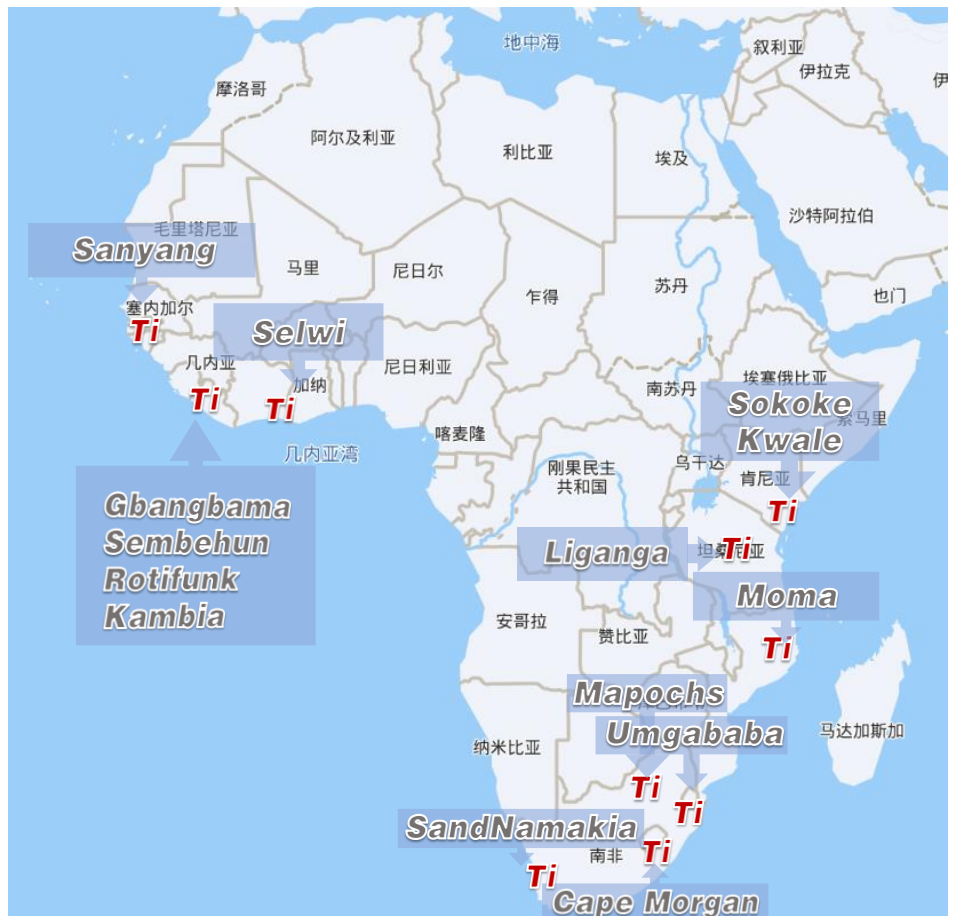 地中海
叙利亚
伊拉克
伊
摩洛哥
阿尔及利亚
利比亚
埃及
沙特阿拉伯
毛里塔尼亚
Sanyang
马里
尼日尔
乍得
苏丹
也门
塞内加尔
Ti
Selwi
几内亚
Ti
加纳
Ti
尼日利亚
南苏丹
埃塞俄比亚
Sokoke
Kwale
索马里
喀麦隆
几内亚湾
刚果民主
共和国
乌干达
肯尼亚
Ti
Gbangbama
Sembehun
Rotifunk
Kambia
Liganga
坦桑尼亚
Ti
Moma
Ti
安哥拉
赞比亚
Mapochs
Umgababa
马达加斯加
纳米比亚
Ti
Ti
SandNamakia
南非
Ti
Ti
Cape Morgan